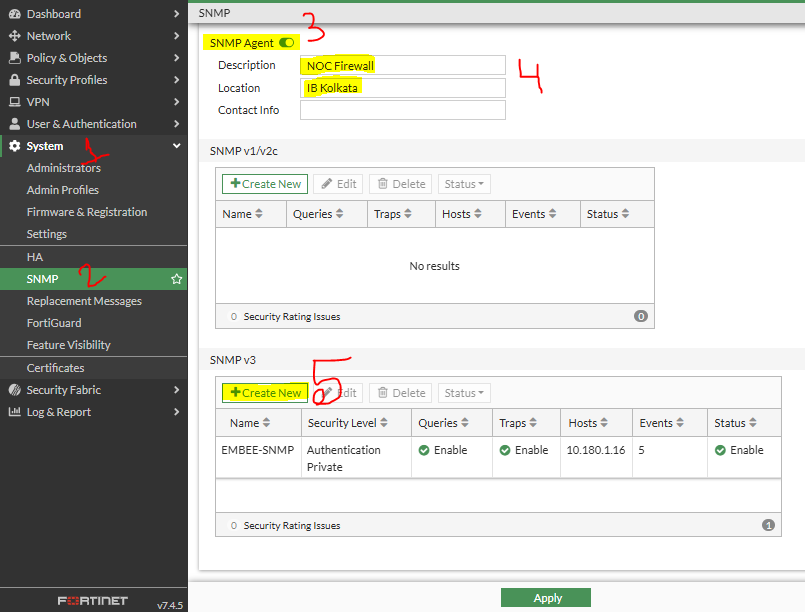 Dashboard
Network
Policy & Objects
Security Profiles
VPN
User & Authentication
System
1
Administrators
Admin Profiles
Firmware & Registration
Settings
HA
SNMP 2
Replacement Messages
FortiGuard
Feature Visibility
Certificates
Security Fabric
Log & Report
FORTINET v7.4.5
SNMP
SNMP Agent 3
Description NOC Firewall 4
Location IB Kolkata
Contact Info
SNMP v1/v2c
Create New Edit Delete Status
Name Queries Traps Hosts Events Status
No results
0 Security Rating Issues 0
SNMP v3
5
Create New Edit Delete Status
Name Security Level Queries Traps Hosts Events Status
EMBEE-SNMP Authentication Enable Enable 10.180.1.16 5 Enable
Private
0 Security Rating Issues 1
Apply